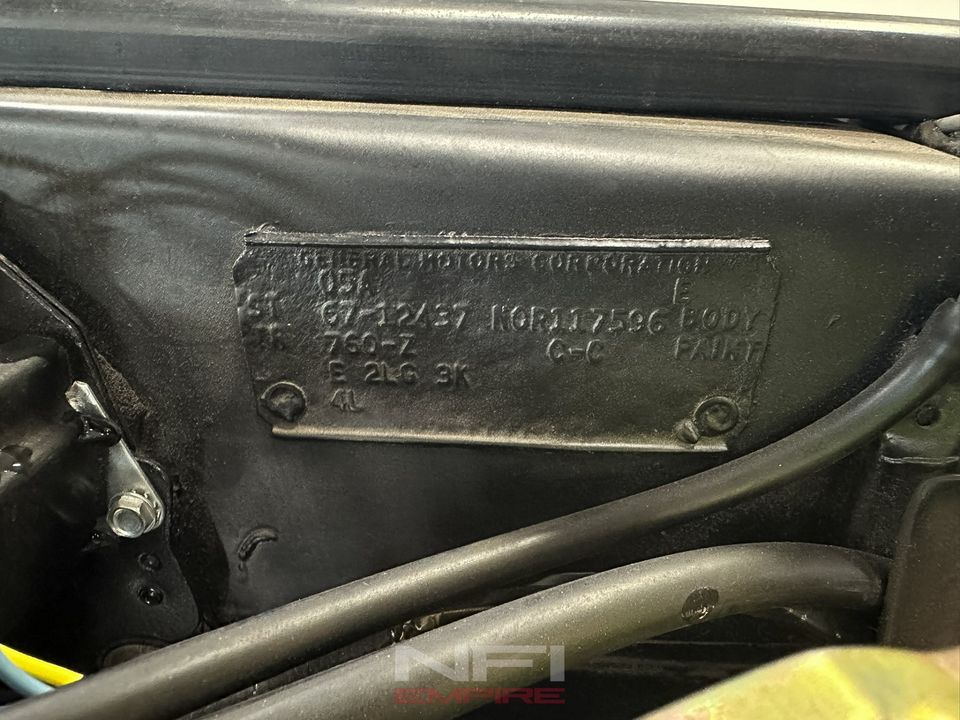 GENERAL MOTORS CORPORATION
05A E
ST 67-12437 NOR117596 BODY
TR 760-Z C-C PAINT
E 2LG 3K
4L
NFI
EMPIRE